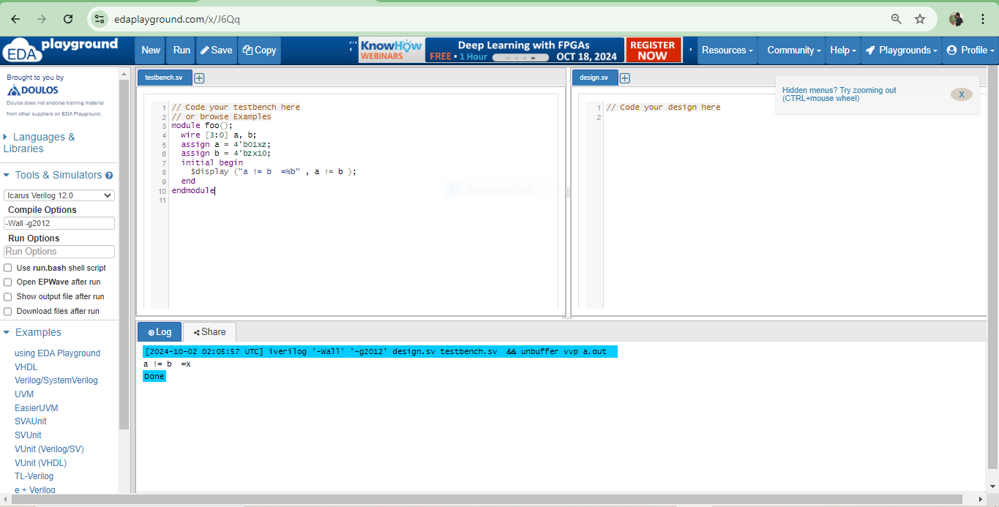 edaplayground.com/x/J6Qq
EDA playground
New
Run
Save
Copy
4/4
KnowHow
WEBINARS
Deep Learning with FPGAs
FREE • 1 Hour
OCT 18, 2024
REGISTER
NOW
Resources
Community
Help
Playgrounds
Profile
Brought to you by
DOULOS
Doulos does not endorse training material
from other suppliers on EDA Playground.
Languages &
Libraries
Tools & Simulators
Icarus Verilog 12.0
Compile Options
-Wall -g2012
Run Options
Run Options
Use run.bash shell script
Open EPWave after run
Show output file after run
Download files after run
Examples
using EDA Playground
VHDL
Verilog/SystemVerilog
UVM
EasierUVM
SVAUnit
SVUnit
VUnit (Verilog/SV)
VUnit (VHDL)
TL-Verilog
e + Verilog
testbench.sv
1 // Code your testbench here
2 // or browse Examples
3 module foo();
4 wire [3:0] a, b;
5 assign a = 4'b01xz;
6 assign b = 4'bzx10;
7 initial begin
8 $display ("a != b  =%b" , a != b );
9 end
10 endmodule
11
Rectangular Snip
design.sv
1 // Code your design here
2
Hidden menus? Try zooming out
(CTRL+mouse wheel)
X
Log
Share
[2024-10-02 02:05:57 UTC] iverilog '-Wall' '-g2012' design.sv testbench.sv  && unbuffer vvp a.out
a != b  =x
Done